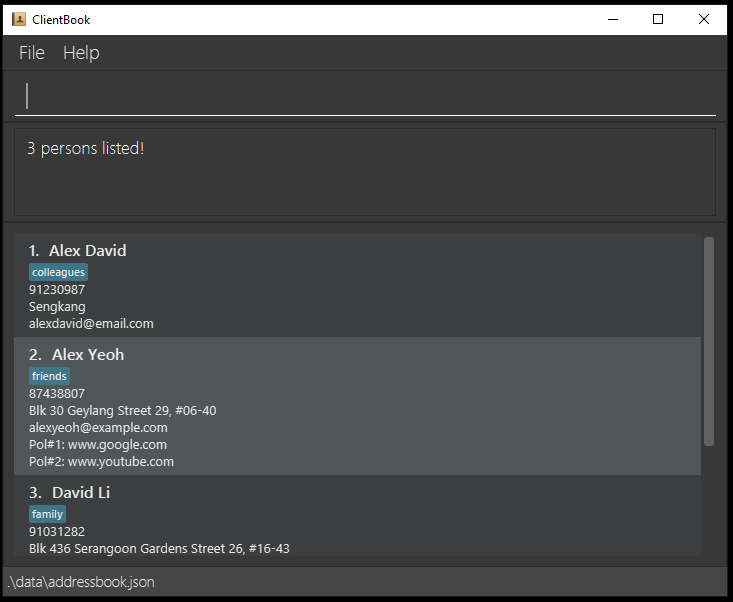 ClientBook
File Help
3 persons listed!
1. Alex David
colleagues
91230987
Sengkang
alexdavid@email.com
2. Alex Yeoh
friends
87438807
Blk 30 Geylang Street 29, #06-40
alexyeoh@example.com
Pol#1: www.google.com
Pol#2: www.youtube.com
3. David Li
family
91031282
Blk 436 Serangoon Gardens Street 26, #16-43
.\data\addressbook.json